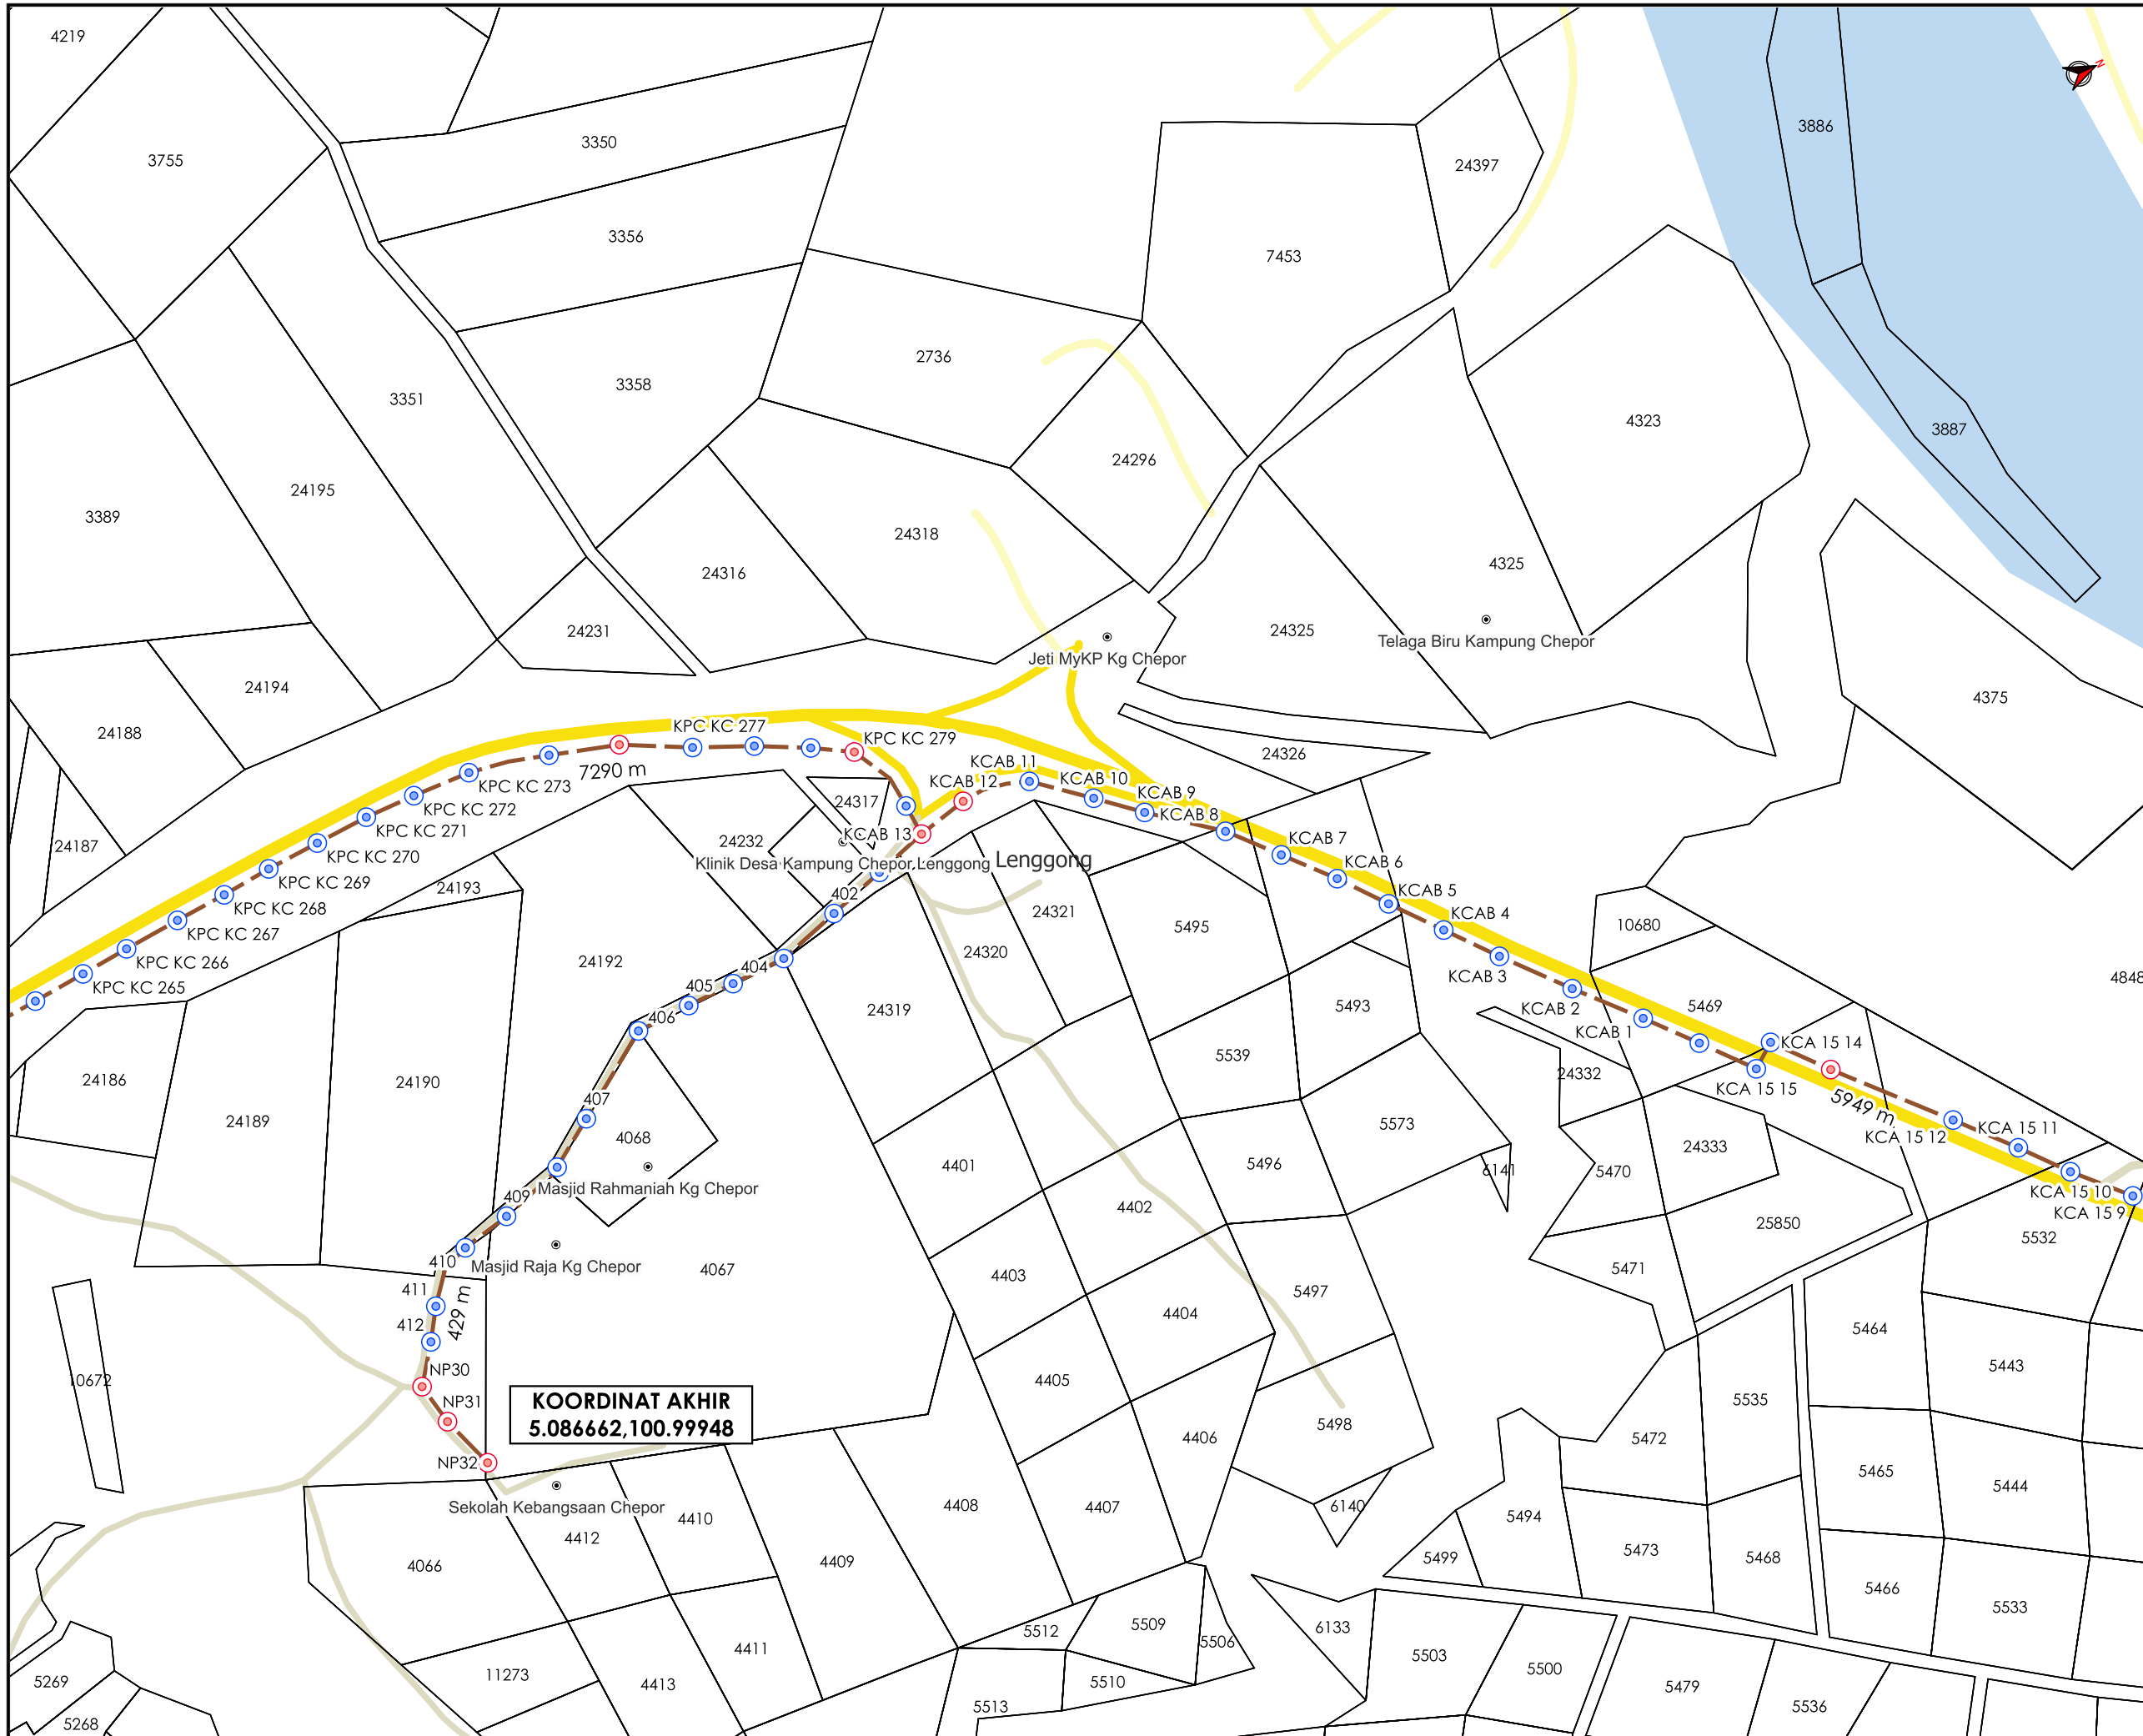 4219
3755
3350
3356
3358
3351
24195
3389
24188
24194
24187
24231
24316
24318
2736
24296
7453
24397
3886
3887
N
4323
4325
24325
Telaga Biru Kampung Chepor
Jeti MyKP Kg Chepor
24326
4375
KPC KC 277
KPC KC 279
7290 m
KPC KC 273
KPC KC 272
KPC KC 271
KPC KC 270
KPC KC 269
KPC KC 268
KPC KC 267
KPC KC 266
KPC KC 265
KCAB 13
KCAB 12
KCAB 11
KCAB 10
KCAB 9
KCAB 8
KCAB 7
KCAB 6
KCAB 5
KCAB 4
KCAB 3
KCAB 2
KCAB 1
KCA 15 15
KCA 15 14
5949 m
KCA 15 12
KCA 15 11
KCA 15 10
KCA 15 9
24317
24232
Klinik Desa Kampung Chepor,Lenggong
Lenggong
402
404
405
406
407
409
410
411
412
429 m
NP30
NP31
NP32
24193
24192
24186
24189
24190
4068
Masjid Rahmaniah Kg Chepor
Masjid Raja Kg Chepor
4067
10672
KOORDINAT AKHIR
5.086662,100.99948
Sekolah Kebangsaan Chepor
24319
24320
24321
5495
5493
5539
5496
5573
6141
4401
4402
4403
4404
4405
4406
4407
4408
4409
4410
4411
4412
4413
4066
11273
5269
5268
5497
5498
6140
10680
5469
4848
24332
24333
5470
5471
25850
5532
5464
5443
5535
5472
5465
5444
5494
5499
5473
5468
5466
5533
5512
5509
5506
5510
5513
6133
5503
5500
5479
5536